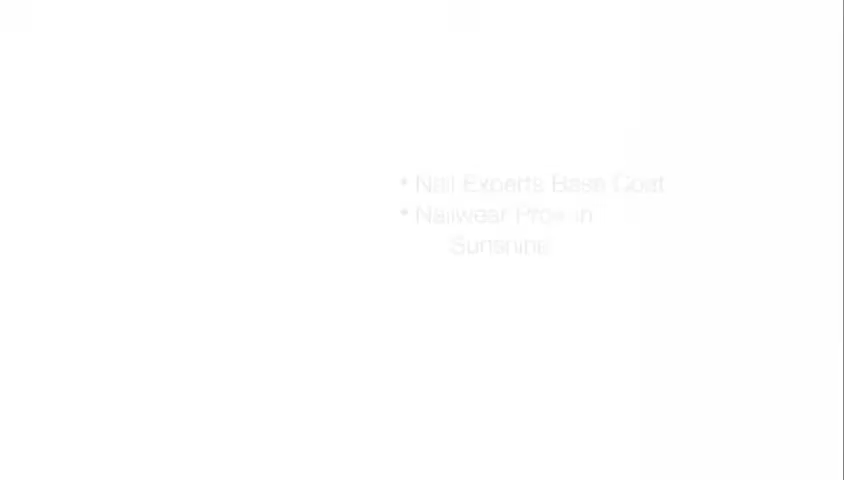 • Nail Experts Base Coat
• Nailwear Pro+ in
Sunshine